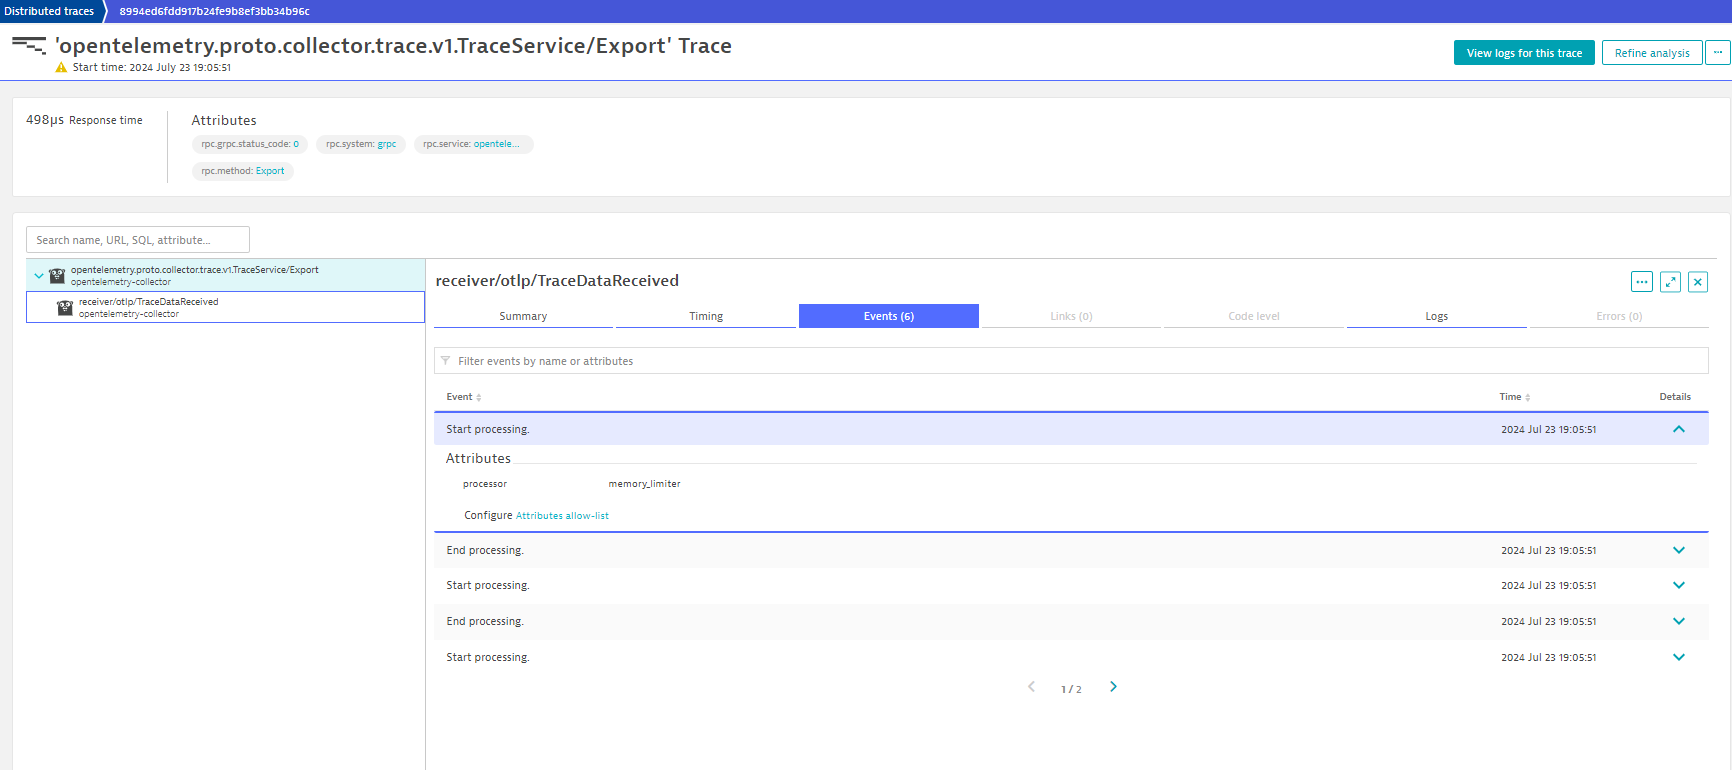 Distributed traces 8994ed6fdd917b24fe9b8ef3bb34b96c
'opentelemetry.proto.collector.trace.v1.TraceService/Export' Trace
Start time: 2024 July 23 19:05:51
View logs for this trace
Refine analysis
...
498µs Response time
Attributes
rpc.grpc.status_code: 0
rpc.system: grpc
rpc.service: opentele...
rpc.method: Export
Search name, URL, SQL, attribute...
opentelemetry.proto.collector.trace.v1.TraceService/Export
opentelemetry-collector
receiver/otlp/TraceDataReceived
opentelemetry-collector
receiver/otlp/TraceDataReceived
...
Summary Timing Events (6) Links (0) Code level Logs Errors (0)
Filter events by name or attributes
Event Time Details
Start processing. 2024 Jul 23 19:05:51
Attributes
processor memory_limiter
Configure Attributes allow-list
End processing. 2024 Jul 23 19:05:51
Start processing. 2024 Jul 23 19:05:51
End processing. 2024 Jul 23 19:05:51
Start processing. 2024 Jul 23 19:05:51
1 / 2